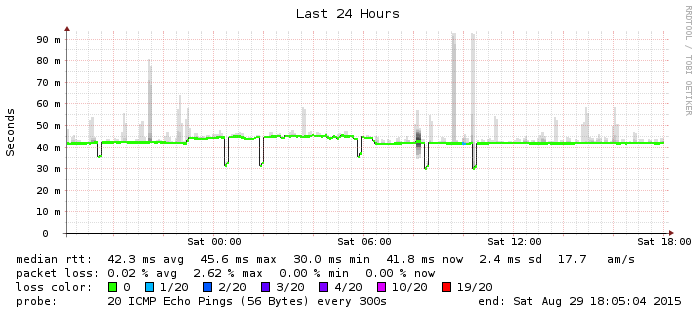 Last 24 Hours
RRDTOOL / TOBI OETIKER
Seconds
90 m
80 m
70 m
60 m
50 m
40 m
30 m
20 m
10 m
0
Sat 00:00 Sat 06:00 Sat 12:00 Sat 18:00
median rtt: 42.3 ms avg 45.6 ms max 30.0 ms min 41.8 ms now 2.4 ms sd 17.7 am/s
packet loss: 0.02 % avg 2.62 % max 0.00 % min 0.00 % now
loss color: 0 1/20 2/20 3/20 4/20 10/20 19/20
probe: 20 ICMP Echo Pings (56 Bytes) every 300s end: Sat Aug 29 18:05:04 2015